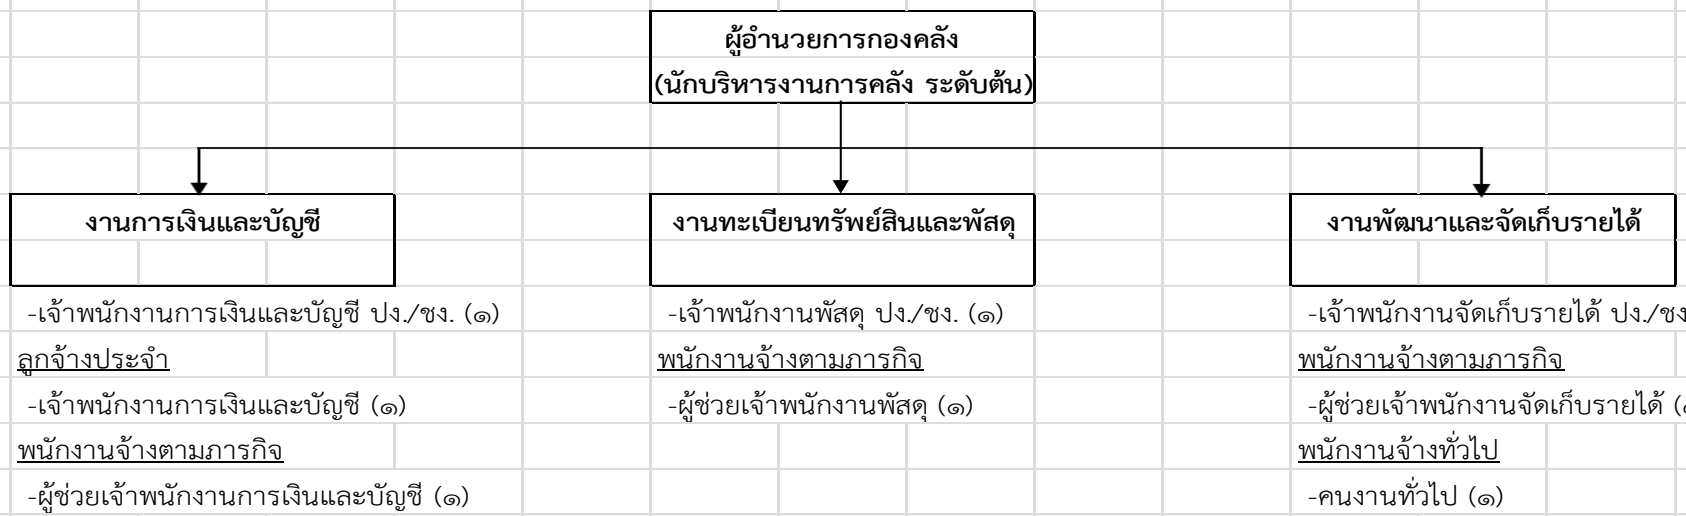 ผู้อำนวยการกองคลัง
(นักบริหารงานการคลัง ระดับต้น)
งานการเงินและบัญชี
-เจ้าพนักงานการเงินและบัญชี ปง./ชง. (๑)
ลูกจ้างประจำ
-เจ้าพนักงานการเงินและบัญชี (๑)
พนักงานจ้างตามภารกิจ
-ผู้ช่วยเจ้าพนักงานการเงินและบัญชี (๑)
งานทะเบียนทรัพย์สินและพัสดุ
-เจ้าพนักงานพัสดุ ปง./ชง. (๑)
พนักงานจ้างตามภารกิจ
-ผู้ช่วยเจ้าพนักงานพัสดุ (๑)
งานพัฒนาและจัดเก็บรายได้
-เจ้าพนักงานจัดเก็บรายได้ ปง./ชง
พนักงานจ้างตามภารกิจ
-ผู้ช่วยเจ้าพนักงานจัดเก็บรายได้
พนักงานจ้างทั่วไป
-คนงานทั่วไป (๑)